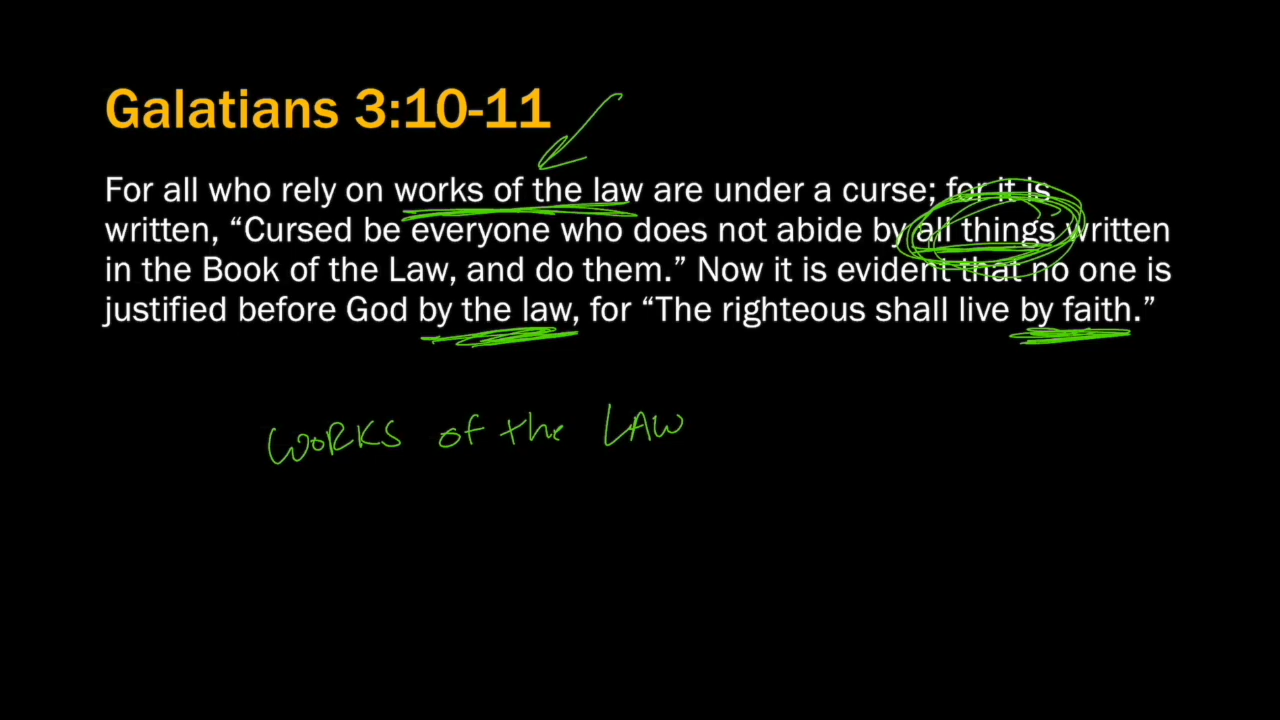 Galatians 3:10-11
For all who rely on works of the law are under a curse; for it is
written, “Cursed be everyone who does not abide by all things written
in the Book of the Law, and do them.” Now it is evident that no one is
justified before God by the law, for “The righteous shall live by faith.”
WORKS of the LAW